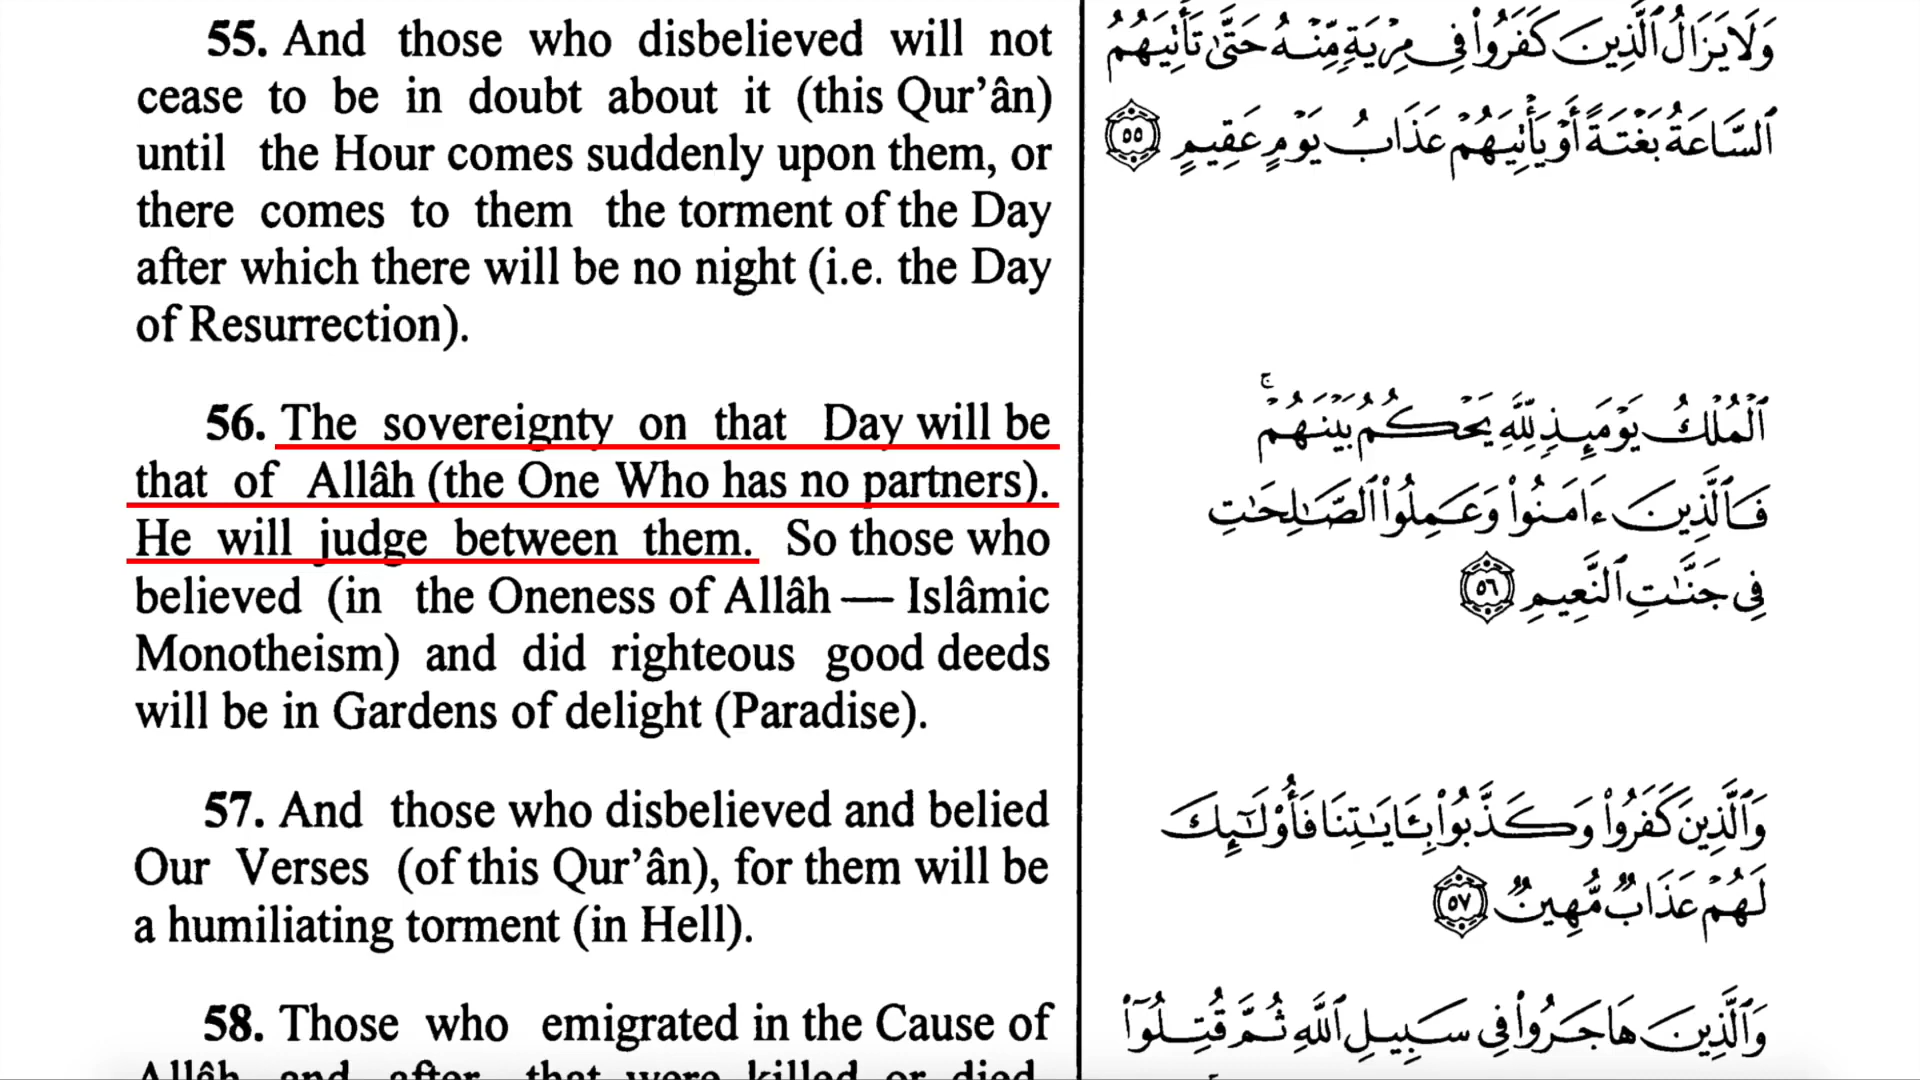 55. And those who disbelieved will not
cease to be in doubt about it (this Qur’ân)
until the Hour comes suddenly upon them, or
there comes to them the torment of the Day
after which there will be no night (i.e. the Day
of Resurrection).
56. The sovereignty on that Day will be
that of Allâh (the One Who has no partners).
He will judge between them. So those who
believed (in the Oneness of Allâh — Islâmic
Monotheism) and did righteous good deeds
will be in Gardens of delight (Paradise).
57. And those who disbelieved and belied
Our Verses (of this Qur’ân), for them will be
a humiliating torment (in Hell).
58. Those who emigrated in the Cause of
Allâh and after that were killed or died,
وَلَا يَزَالُ ٱلَّذِينَ كَفَرُوا۟ فِى مِرْيَةٍ مِّنْهُ حَتَّىٰ تَأْتِيَهُمُ
ٱلسَّاعَةُ بَغْتَةً أَوْ يَأْتِيَهُمْ عَذَابُ يَوْمٍ عَقِيمٍ ٥٥
ٱلْمُلْكُ يَوْمَئِذٍ لِّلَّهِ يَحْكُمُ بَيْنَهُمْ ۚ
فَٱلَّذِينَ ءَامَنُوا۟ وَعَمِلُوا۟ ٱلصَّٰلِحَٰتِ
فِى جَنَّٰتِ ٱلنَّعِيمِ ٥٦
وَٱلَّذِينَ كَفَرُوا۟ وَكَذَّبُوا۟ بِـَٔايَٰتِنَا فَأُو۟لَٰٓئِكَ
لَهُمْ عَذَابٌ مُّهِينٌ ٥٧
وَٱلَّذِينَ هَاجَرُوا۟ فِى سَبِيلِ ٱللَّهِ ثُمَّ قُتِلُوٓا۟